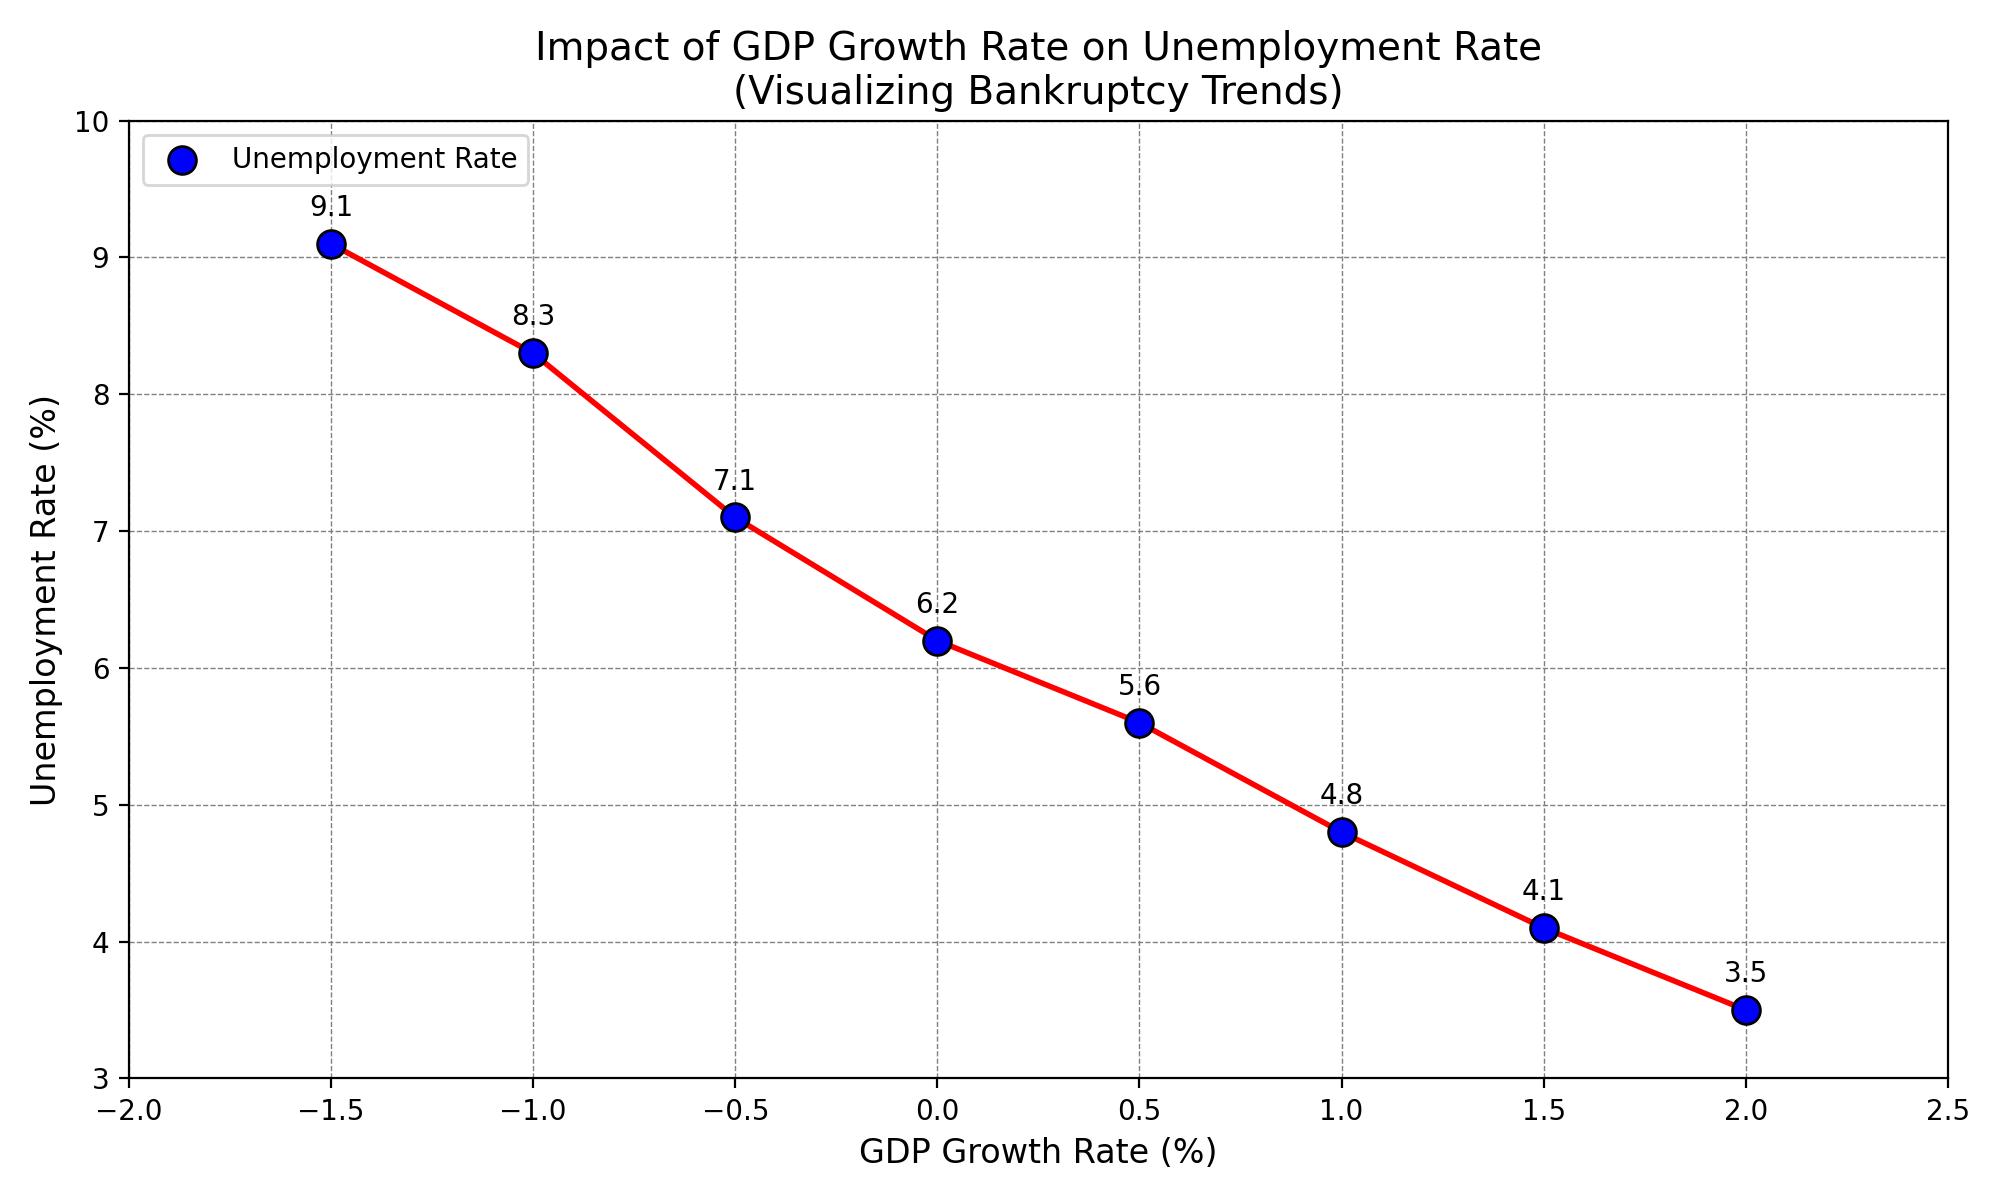 Impact of GDP Growth Rate on Unemployment Rate
(Visualizing Bankruptcy Trends)
Unemployment Rate
10
9
8
7
6
5
4
3
Unemployment Rate (%)
9.1
8.3
7.1
6.2
5.6
4.8
4.1
3.5
−2.0 −1.5 −1.0 −0.5 0.0 0.5 1.0 1.5 2.0 2.5
GDP Growth Rate (%)